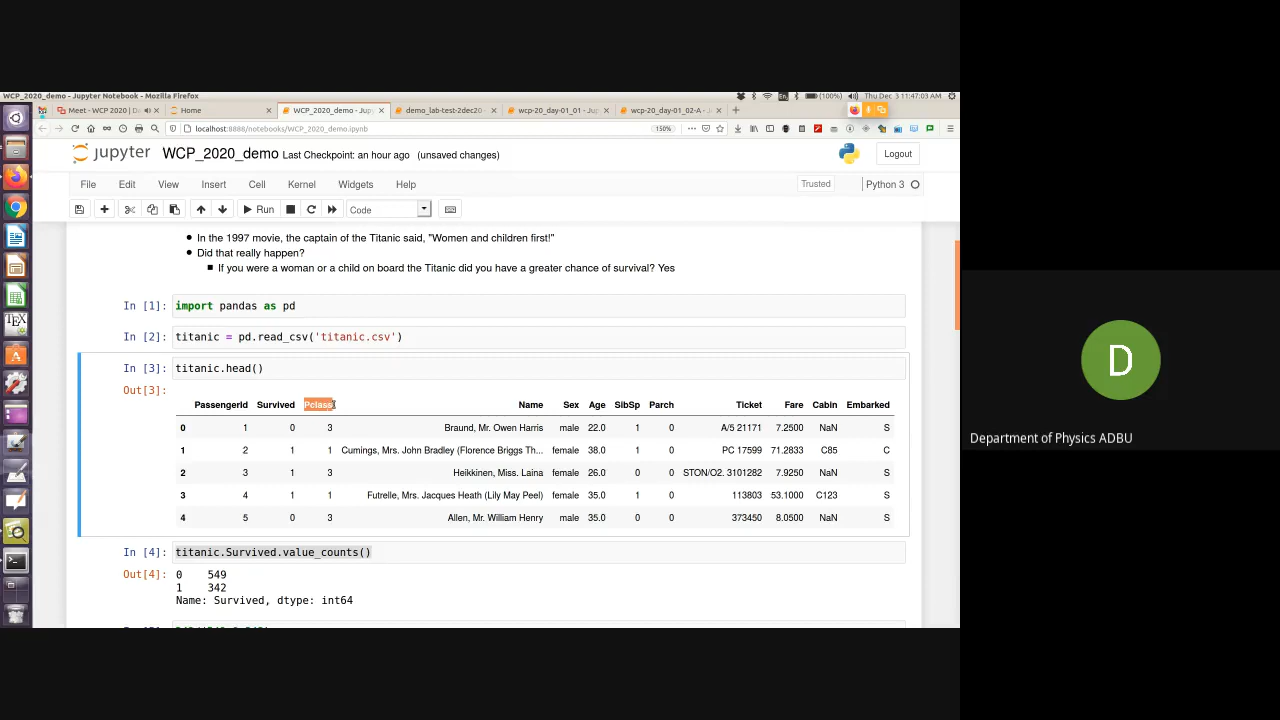 WCP_2020_demo - Jupyter Notebook - Mozilla Firefox
En (100%) Thu Dec 3 11:47:03 AM
Meet - WCP 2020 | D
Home
WCP_2020_demo - Jup
demo_lab-test-2dec20
wcp-20_day-01_01 - Ju
wcp-20_day-01_02-A - J
localhost:8888/notebooks/WCP_2020_demo.ipynb
150%
jupyter WCP_2020_demo Last Checkpoint: an hour ago (unsaved changes)
Logout
File Edit View Insert Cell Kernel Widgets Help
Trusted
Python 3
Run
Code
In the 1997 movie, the captain of the Titanic said, "Women and children first!"
Did that really happen?
If you were a woman or a child on board the Titanic did you have a greater chance of survival? Yes
In [1]: import pandas as pd
In [2]: titanic = pd.read_csv('titanic.csv')
In [3]: titanic.head()
Out[3]:
PassengerId Survived Pclass Name Sex Age SibSp Parch Ticket Fare Cabin Embarked
0 1 0 3 Braund, Mr. Owen Harris male 22.0 1 0 A/5 21171 7.2500 NaN S
1 2 1 1 Cumings, Mrs. John Bradley (Florence Briggs Th... female 38.0 1 0 PC 17599 71.2833 C85 C
2 3 1 3 Heikkinen, Miss. Laina female 26.0 0 0 STON/O2. 3101282 7.9250 NaN S
3 4 1 1 Futrelle, Mrs. Jacques Heath (Lily May Peel) female 35.0 1 0 113803 53.1000 C123 S
4 5 0 3 Allen, Mr. William Henry male 35.0 0 0 373450 8.0500 NaN S
In [4]: titanic.Survived.value_counts()
Out[4]: 0 549
1 342
Name: Survived, dtype: int64
D
Department of Physics ADBU